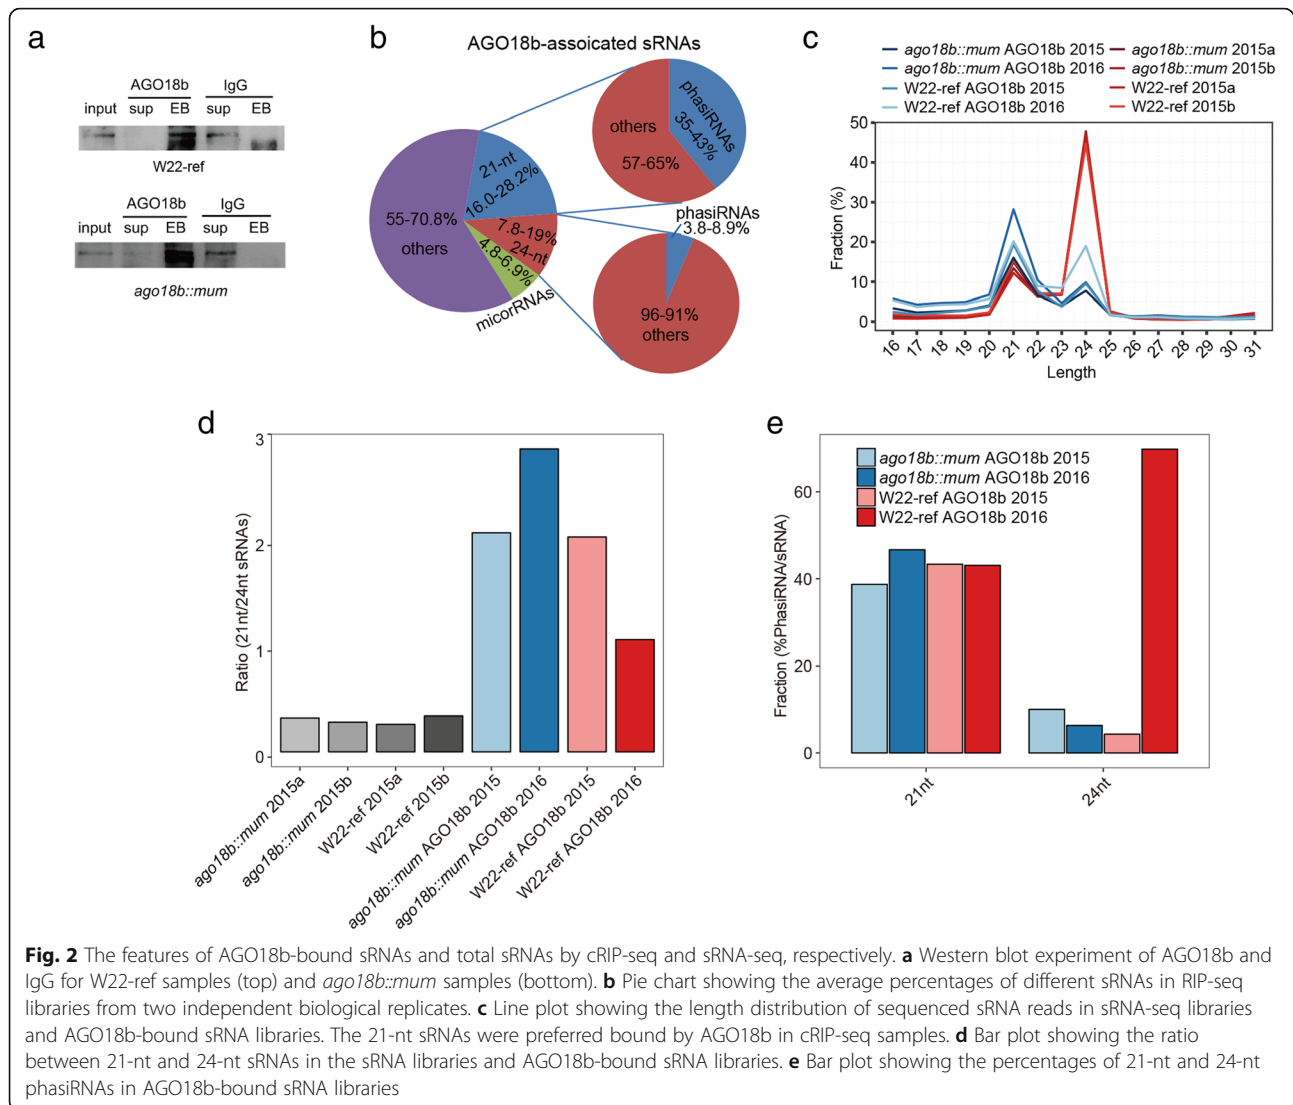 a
AGO18b IgG
input sup EB sup EB
W22-ref
AGO18b IgG
input sup EB sup EB
ago18b::mum
b
AGO18b-assoicated sRNAs
phasiRNAs
35-43%
others
57-65%
21-nt
16.0-28.2%
55-70.8%
others
7.8-19%
24-nt
4.8-6.9%
micorRNAs
phasiRNAs
3.8-8.9%
96-91%
others
c
ago18b::mum AGO18b 2015
ago18b::mum AGO18b 2016
W22-ref AGO18b 2015
W22-ref AGO18b 2016
ago18b::mum 2015a
ago18b::mum 2015b
W22-ref 2015a
W22-ref 2015b
Fraction (%)
50
40
30
20
10
0
16 17 18 19 20 21 22 23 24 25 26 27 28 29 30 31
Length
d
Ratio (21nt/24nt sRNAs)
3
2
1
0
ago18b::mum 2015a
ago18b::mum 2015b
W22-ref 2015a
W22-ref 2015b
ago18b::mum AGO18b 2015
ago18b::mum AGO18b 2016
W22-ref AGO18b 2015
W22-ref AGO18b 2016
e
ago18b::mum AGO18b 2015
ago18b::mum AGO18b 2016
W22-ref AGO18b 2015
W22-ref AGO18b 2016
Fraction (%PhasiRNA/sRNA)
60
40
20
0
21nt
24nt
Fig. 2 The features of AGO18b-bound sRNAs and total sRNAs by cRIP-seq and sRNA-seq, respectively. a Western blot experiment of AGO18b and
IgG for W22-ref samples (top) and ago18b::mum samples (bottom). b Pie chart showing the average percentages of different sRNAs in RIP-seq
libraries from two independent biological replicates. c Line plot showing the length distribution of sequenced sRNA reads in sRNA-seq libraries
and AGO18b-bound sRNA libraries. The 21-nt sRNAs were preferred bound by AGO18b in cRIP-seq samples. d Bar plot showing the ratio
between 21-nt and 24-nt sRNAs in the sRNA libraries and AGO18b-bound sRNA libraries. e Bar plot showing the percentages of 21-nt and 24-nt
phasiRNAs in AGO18b-bound sRNA libraries